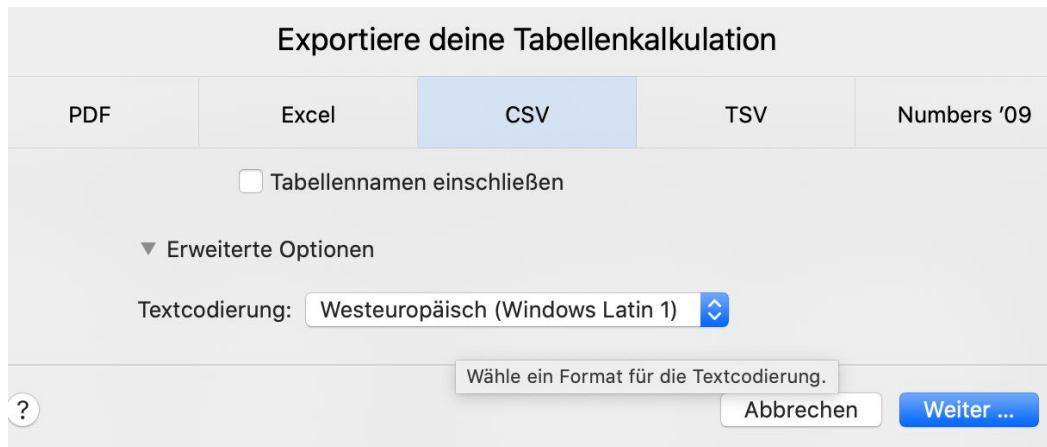 Exportiere deine Tabellenkalkulation
PDF Excel CSV TSV Numbers '09
Tabellennamen einschließen
Erweiterte Optionen
Textcodierung: Westeuropäisch (Windows Latin 1)
Wähle ein Format für die Textcodierung.
? Abbrechen Weiter ...